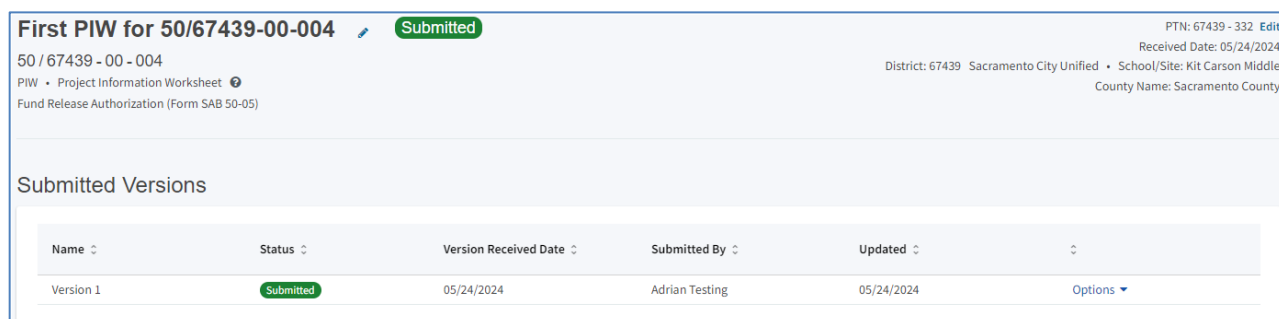 First PIW for 50/67439-00-004 Submitted
PTN: 67439 - 332 Edit
50 / 67439 - 00 - 004
Received Date: 05/24/2024
PIW • Project Information Worksheet
District: 67439 Sacramento City Unified • School/Site: Kit Carson Middle
Fund Release Authorization (Form SAB 50-05)
County Name: Sacramento County
Submitted Versions
Name Status Version Received Date Submitted By Updated
Version 1 Submitted 05/24/2024 Adrian Testing 05/24/2024 Options